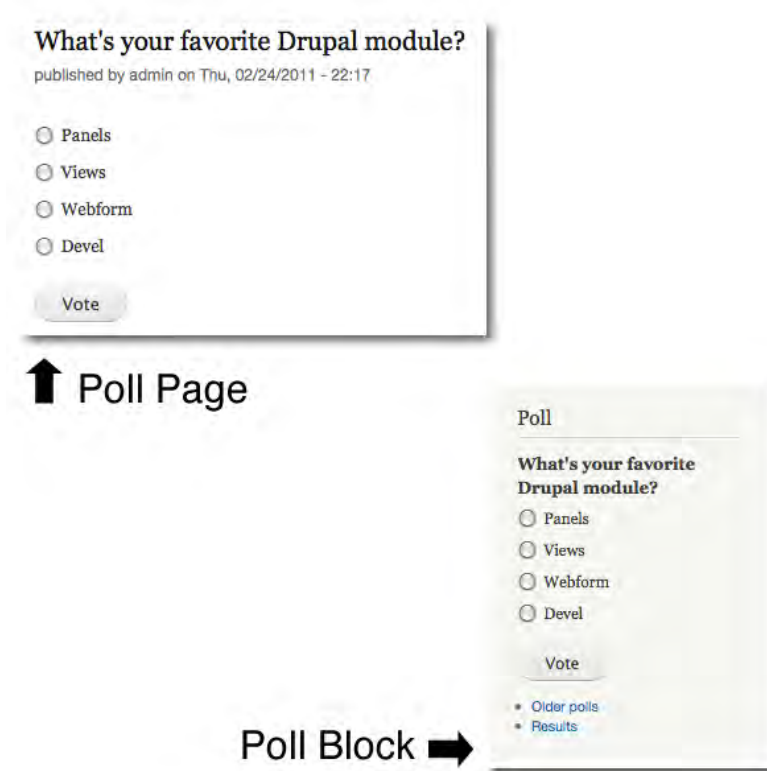 What's your favorite Drupal module?
published by admin on Thu, 02/24/2011 - 22:17
Panels
Views
Webform
Devel
Vote
Poll Page
Poll
What's your favorite
Drupal module?
Panels
Views
Webform
Devel
Vote
Older polls
Results
Poll Block